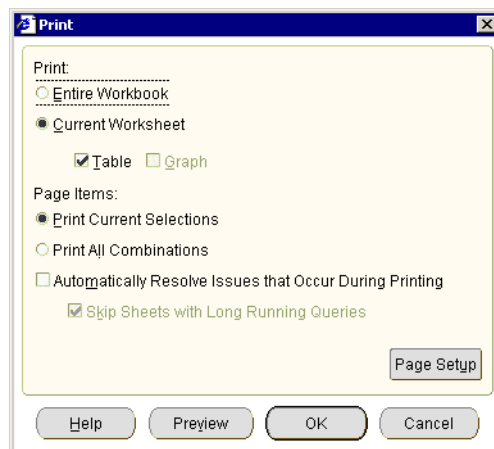 Print
Print:
Entire Workbook
Current Worksheet
Table Graph
Page Items:
Print Current Selections
Print All Combinations
Automatically Resolve Issues that Occur During Printing
Skip Sheets with Long Running Queries
Page Setup
Help Preview OK Cancel